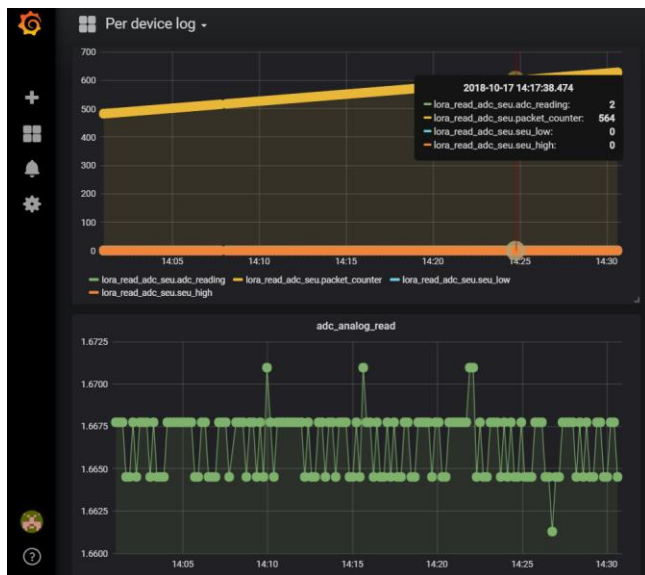 Per device log
700
600
500
400
300
200
100
0
2018-10-17 14:17:38.474
lora_read_adc_seu.adc_reading: 2
lora_read_adc_seu.packet_counter: 564
lora_read_adc_seu.seu_low: 0
lora_read_adc_seu.seu_high: 0
14:05 14:10 14:15 14:20 14:25 14:30
lora_read_adc_seu.adc_reading lora_read_adc_seu.packet_counter lora_read_adc_seu.seu_low
lora_read_adc_seu.seu_high
adc_analog_read
1.6725
1.6700
1.6675
1.6650
1.6625
1.6600
14:05 14:10 14:15 14:20 14:25 14:30